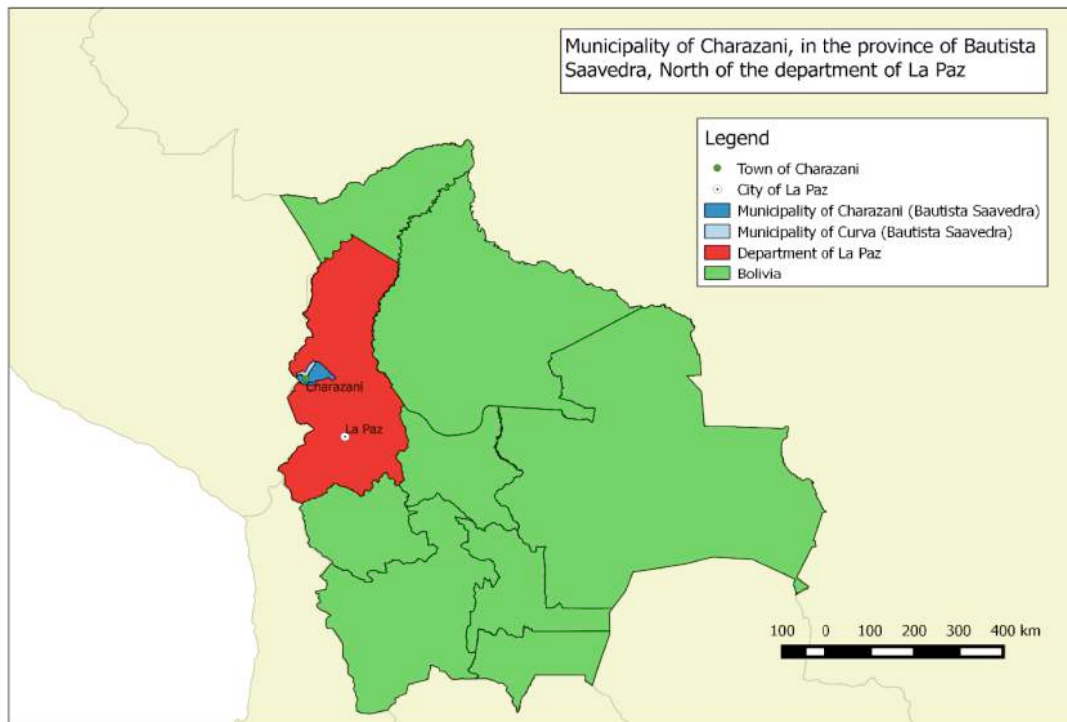 Municipality of Charazani, in the province of Bautista
Saavedra, North of the department of La Paz
Legend
Town of Charazani
City of La Paz
Municipality of Charazani (Bautista Saavedra)
Municipality of Curva (Bautista Saavedra)
Department of La Paz
Bolivia
Charazani
La Paz
100 0 100 200 300 400 km